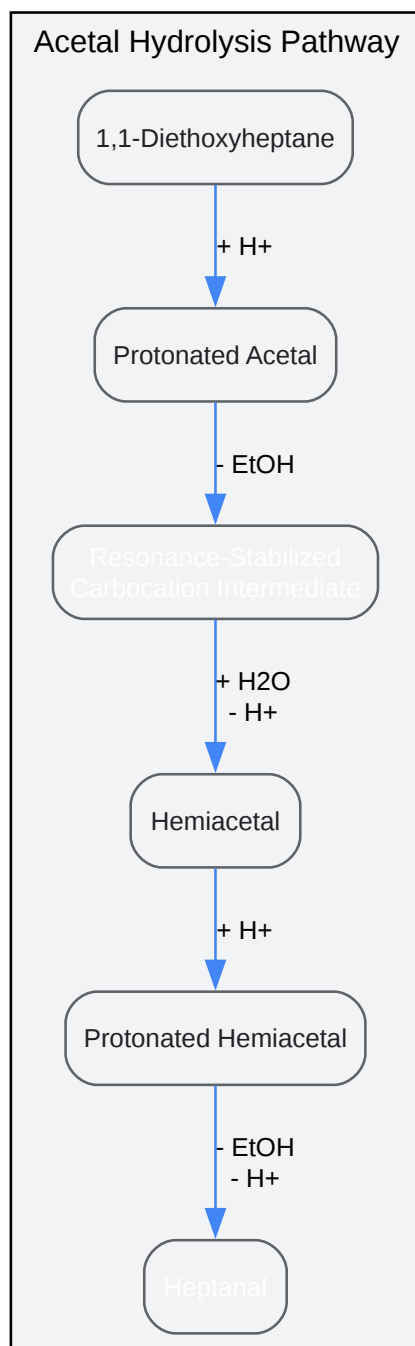 Acetal Hydrolysis Pathway
1,1-Diethoxyheptane
+ H+
Protonated Acetal
- EtOH
Resonance-Stabilized
Carbocation Intermediate
+ H2O
- H+
Hemiacetal
+ H+
Protonated Hemiacetal
- EtOH
- H+
Heptanal